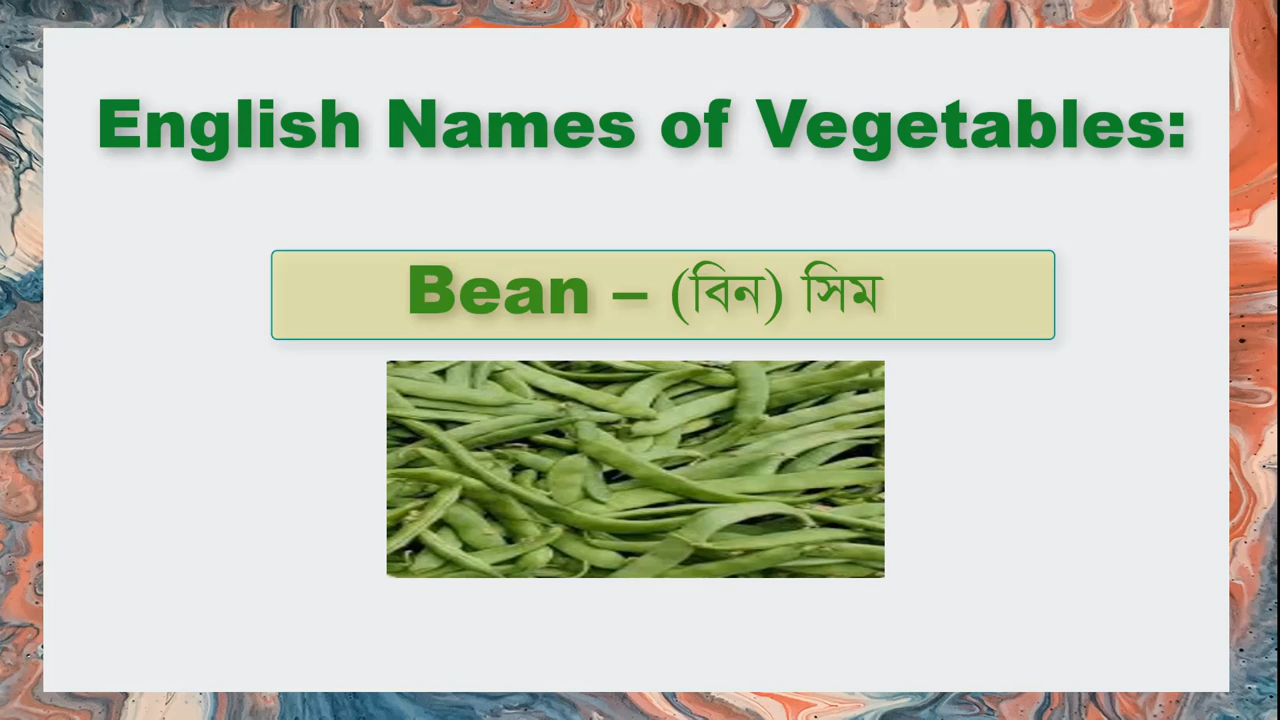 English Names of Vegetables:
Bean – (বিন) সিম